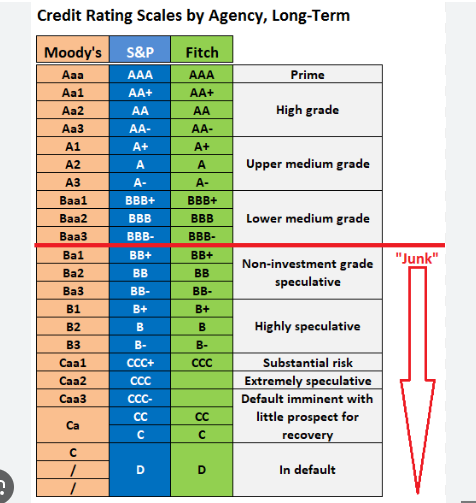 Credit Rating Scales by Agency, Long-Term
Moody's S&P Fitch
Aaa AAA AAA Prime
Aa1 AA+ AA+
Aa2 AA AA High grade
Aa3 AA- AA-
A1 A+ A+
A2 A A Upper medium grade
A3 A- A-
Baa1 BBB+ BBB+
Baa2 BBB BBB Lower medium grade
Baa3 BBB- BBB-
Ba1 BB+ BB+ Non-investment grade "Junk"
Ba2 BB BB speculative
Ba3 BB- BB-
B1 B+ B+
B2 B B Highly speculative
B3 B- B-
Caa1 CCC+ CCC Substantial risk
Caa2 CCC Extremely speculative
Caa3 CCC- Default imminent with
Ca CC CC little prospect for
C C recovery
C
/ D D In default
/